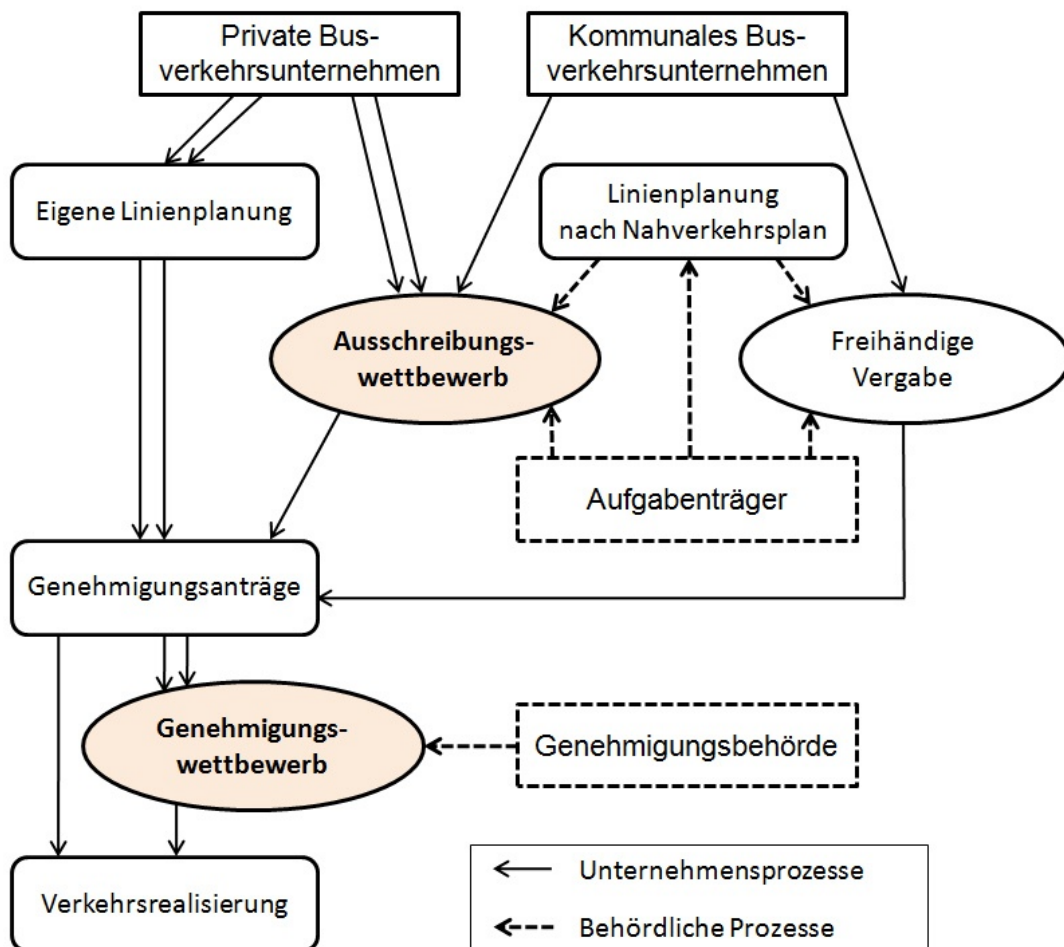 Private Bus-
verkehrsunternehmen
Kommunales Bus-
verkehrsunternehmen
Eigene Linienplanung
Linienplanung
nach Nahverkehrsplan
Ausschreibungs-
wettbewerb
Freihändige
Vergabe
Aufgabenträger
Genehmigungsanträge
Genehmigungs-
wettbewerb
Genehmigungsbehörde
Verkehrsrealisierung
Unternehmensprozesse
Behördliche Prozesse